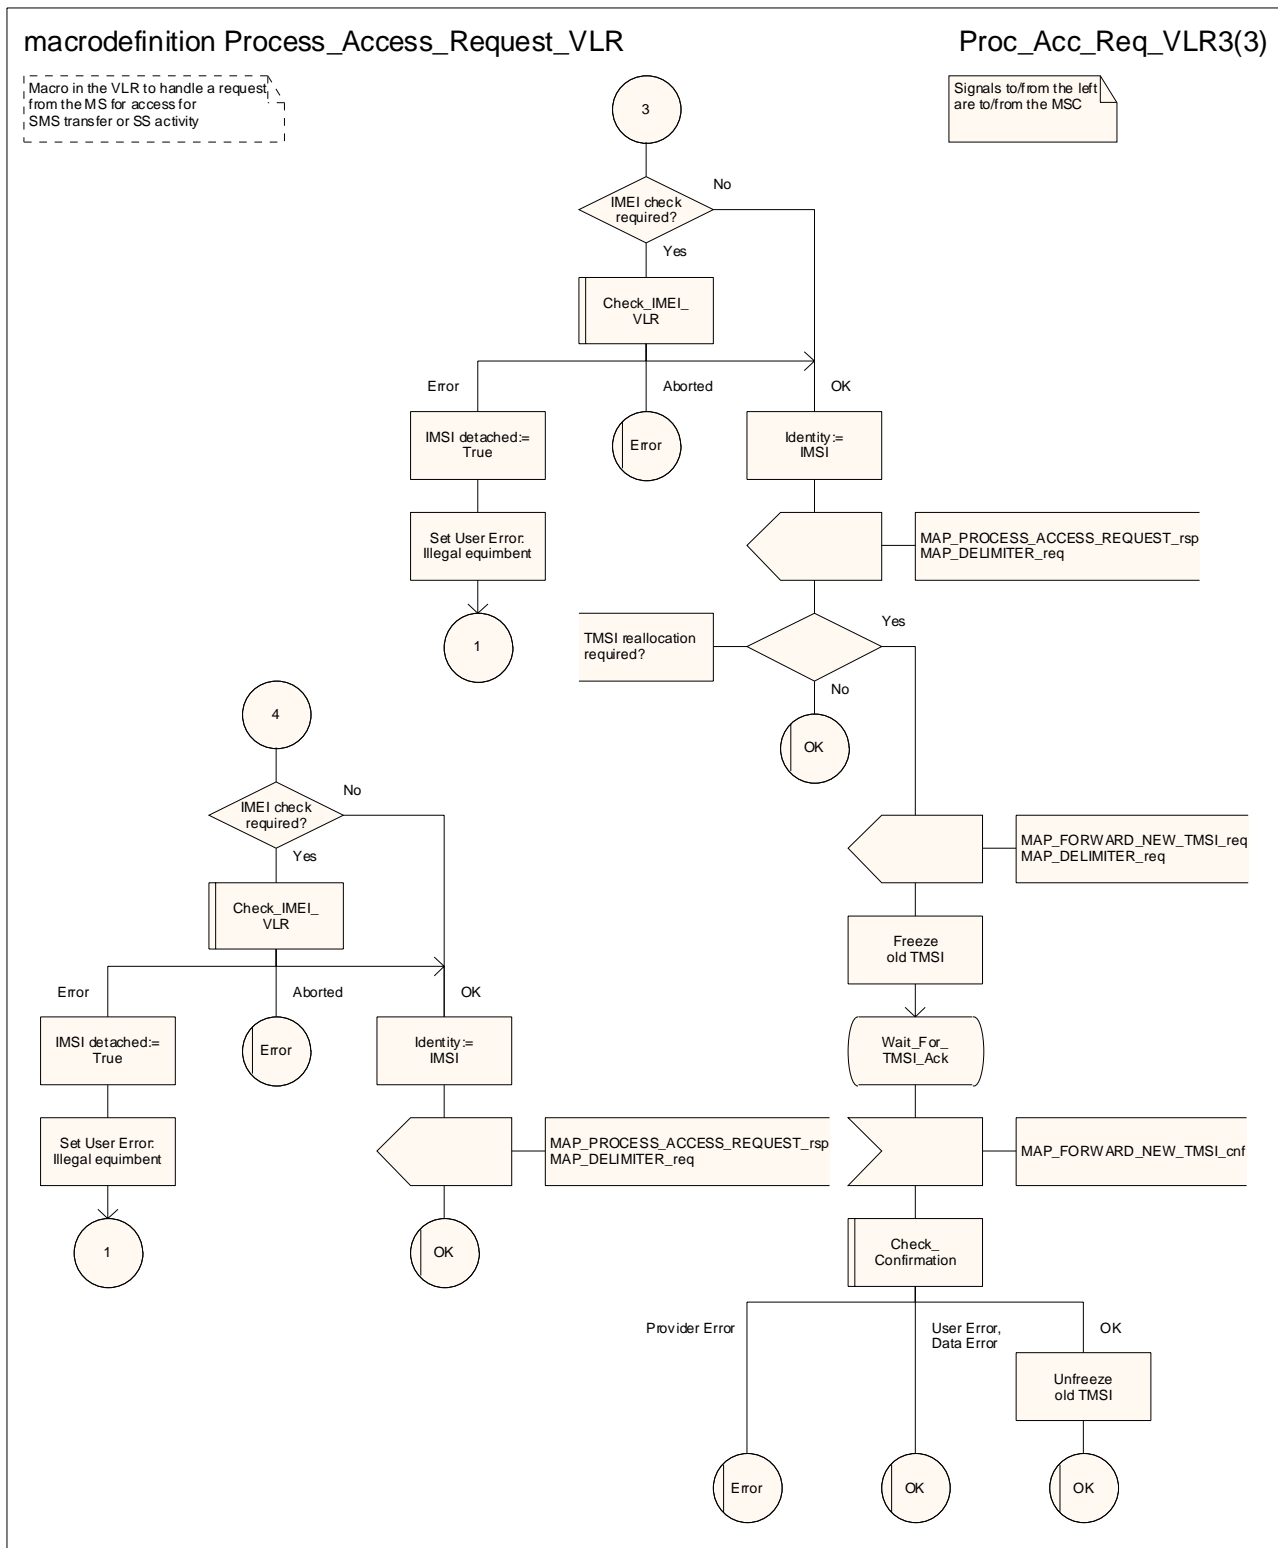 macrodefinition Process_Access_Request_VLR
Proc_Acc_Req_VLR3(3)
Macro in the VLR to handle a request
from the MS for access for
SMS transfer or SS activity
Signals to/from the left
are to/from the MSC
3
IMEI check
required?
No
Yes
Check_IMEI_
VLR
Error
Aborted
OK
IMSI detached:=
True
Error
Identity:=
IMSI
Set User Error:
Illegal equimbent
MAP_PROCESS_ACCESS_REQUEST_rsp
MAP_DELIMITER_req
1
TMSI reallocation
required?
Yes
No
OK
4
IMEI check
required?
No
Yes
Check_IMEI_
VLR
Error
Aborted
OK
IMSI detached:=
True
Error
Identity:=
IMSI
Set User Error:
Illegal equimbent
MAP_PROCESS_ACCESS_REQUEST_rsp
MAP_DELIMITER_req
1
OK
MAP_FORWARD_NEW_TMSI_req
MAP_DELIMITER_req
Freeze
old TMSI
Wait_For_
TMSI_Ack
MAP_FORWARD_NEW_TMSI_cnf
Check_
Confirmation
Provider Error
User Error,
Data Error
OK
Unfreeze
old TMSI
Error
OK
OK